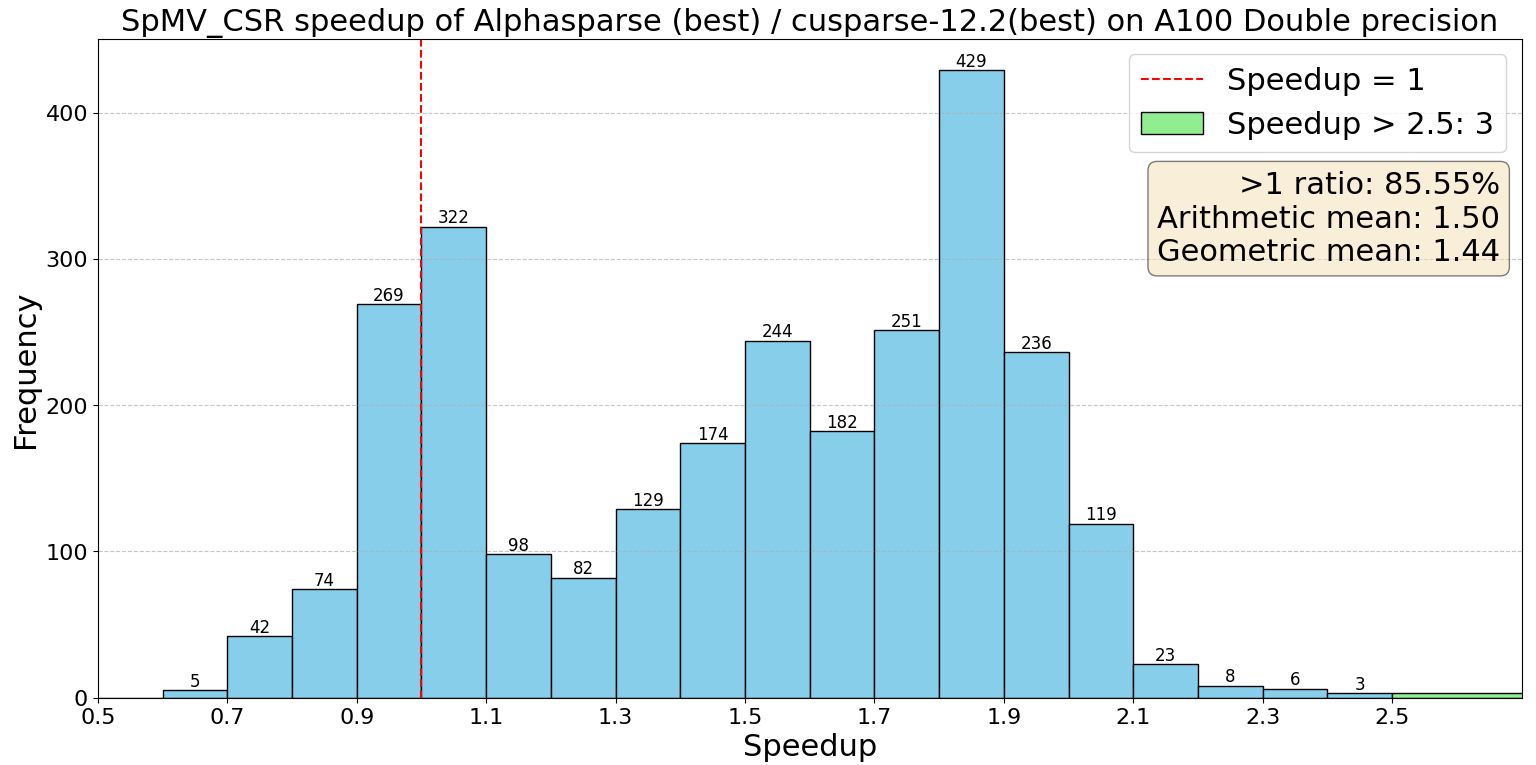 SpMV_CSR speedup of Alphasparse (best) / cusparse-12.2(best) on A100 Double precision
Speedup = 1
Speedup > 2.5: 3
>1 ratio: 85.55%
Arithmetic mean: 1.50
Geometric mean: 1.44
Frequency
400
300
200
100
0
5
42
74
269
322
98
82
129
174
244
182
251
429
236
119
23
8
6
3
0.5 0.7 0.9 1.1 1.3 1.5 1.7 1.9 2.1 2.3 2.5
Speedup